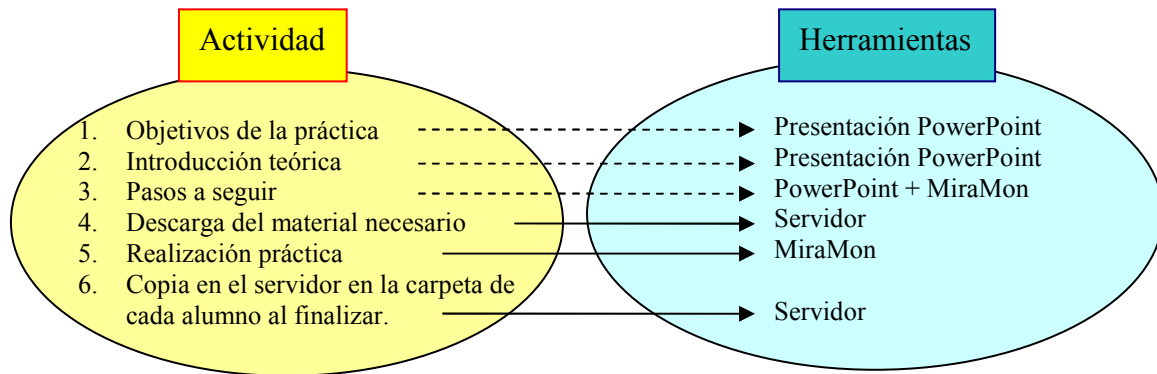 Actividad
Herramientas
1. Objetivos de la práctica
2. Introducción teórica
3. Pasos a seguir
4. Descarga del material necesario
5. Realización práctica
6. Copia en el servidor en la carpeta de
cada alumno al finalizar.
Presentación PowerPoint
Presentación PowerPoint
PowerPoint + MiraMon
Servidor
MiraMon
Servidor